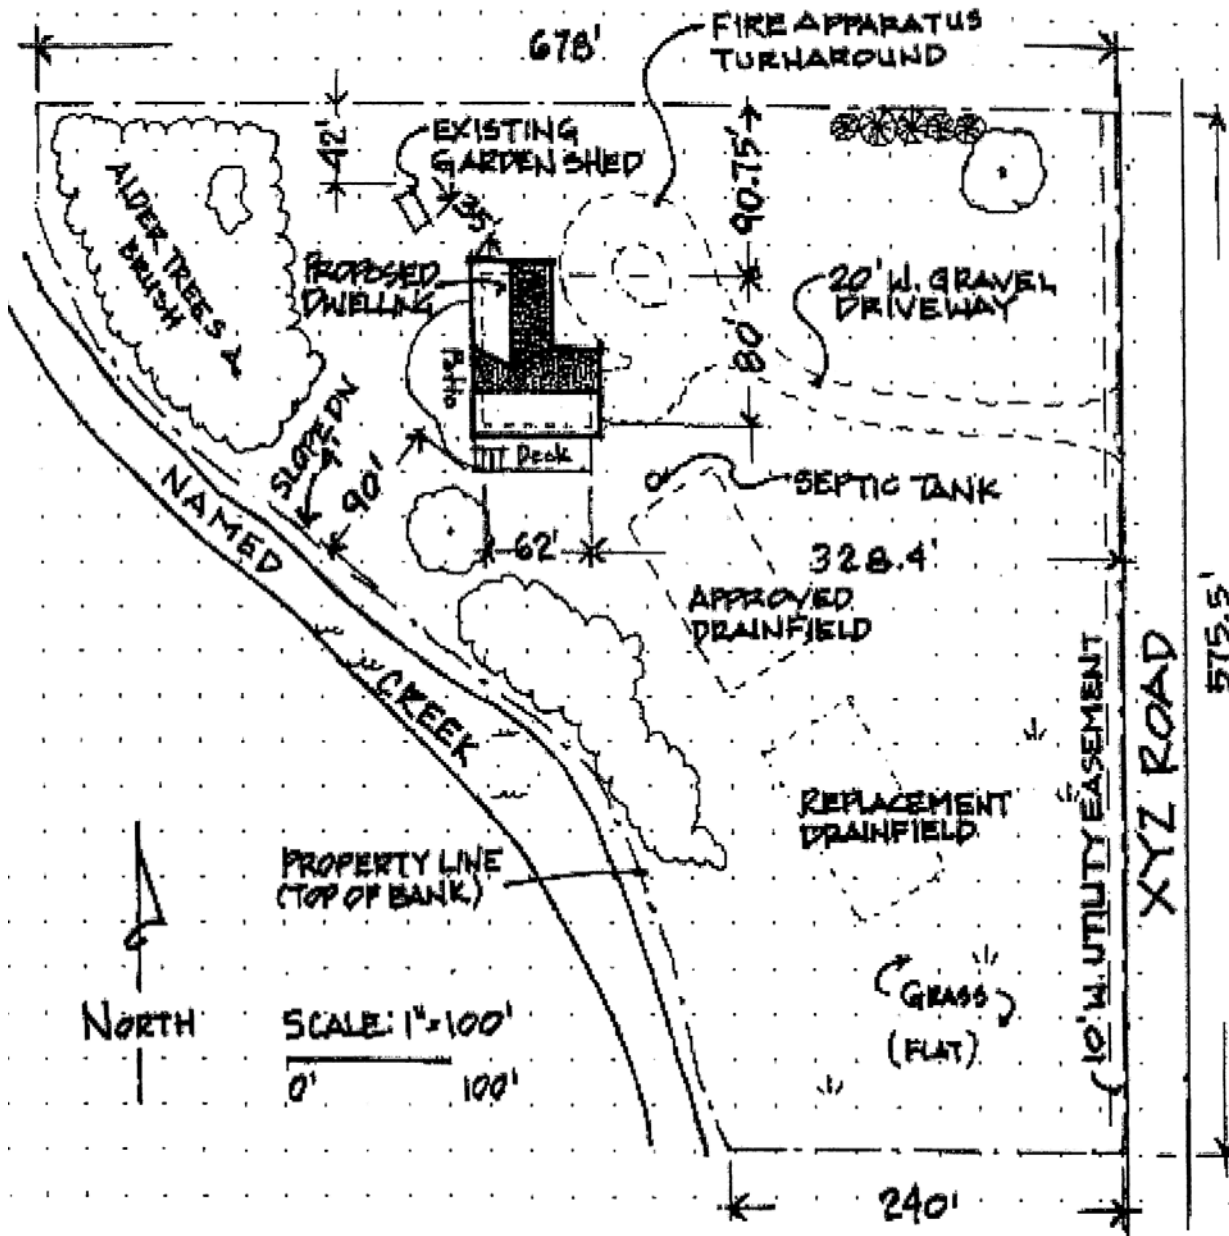 678'
FIRE APPARATUS
TURNAROUND
42'
EXISTING
GARDEN SHED
90.75'
35'
ALDER TREES &
BRUSH
PROPOSED
DWELLING
20' W. GRAVEL
DRIVEWAY
80'
Patio
SLOPE DN
90'
Deck
SEPTIC TANK
NAMED
CREEK
62'
328.4'
APPROVED
DRAINFIELD
575.5'
XYZ ROAD
10' W. UTILITY EASEMENT
REPLACEMENT
DRAINFIELD
PROPERTY LINE
(TOP OF BANK)
GRASS
(FLAT)
NORTH
SCALE: 1"=100'
0' 100'
240'